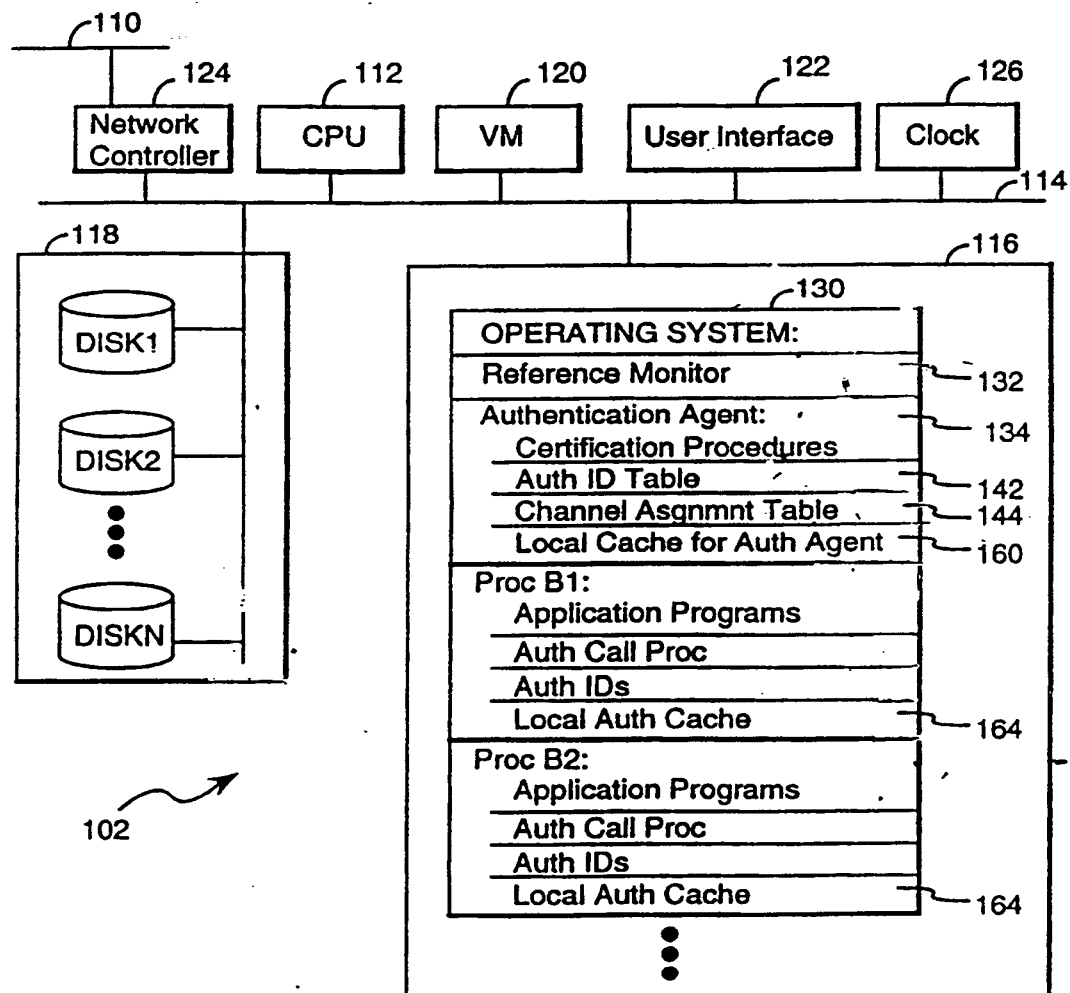 110
124
112
120
122
126
Network
Controller
CPU
VM
User Interface
Clock
114
118
116
DISK1
DISK2
DISKN
130
OPERATING SYSTEM:
Reference Monitor
132
Authentication Agent:
134
Certification Procedures
Auth ID Table
142
Channel Asgnmnt Table
144
Local Cache for Auth Agent
160
Proc B1:
Application Programs
Auth Call Proc
Auth IDs
Local Auth Cache
164
Proc B2:
Application Programs
Auth Call Proc
Auth IDs
Local Auth Cache
164
102